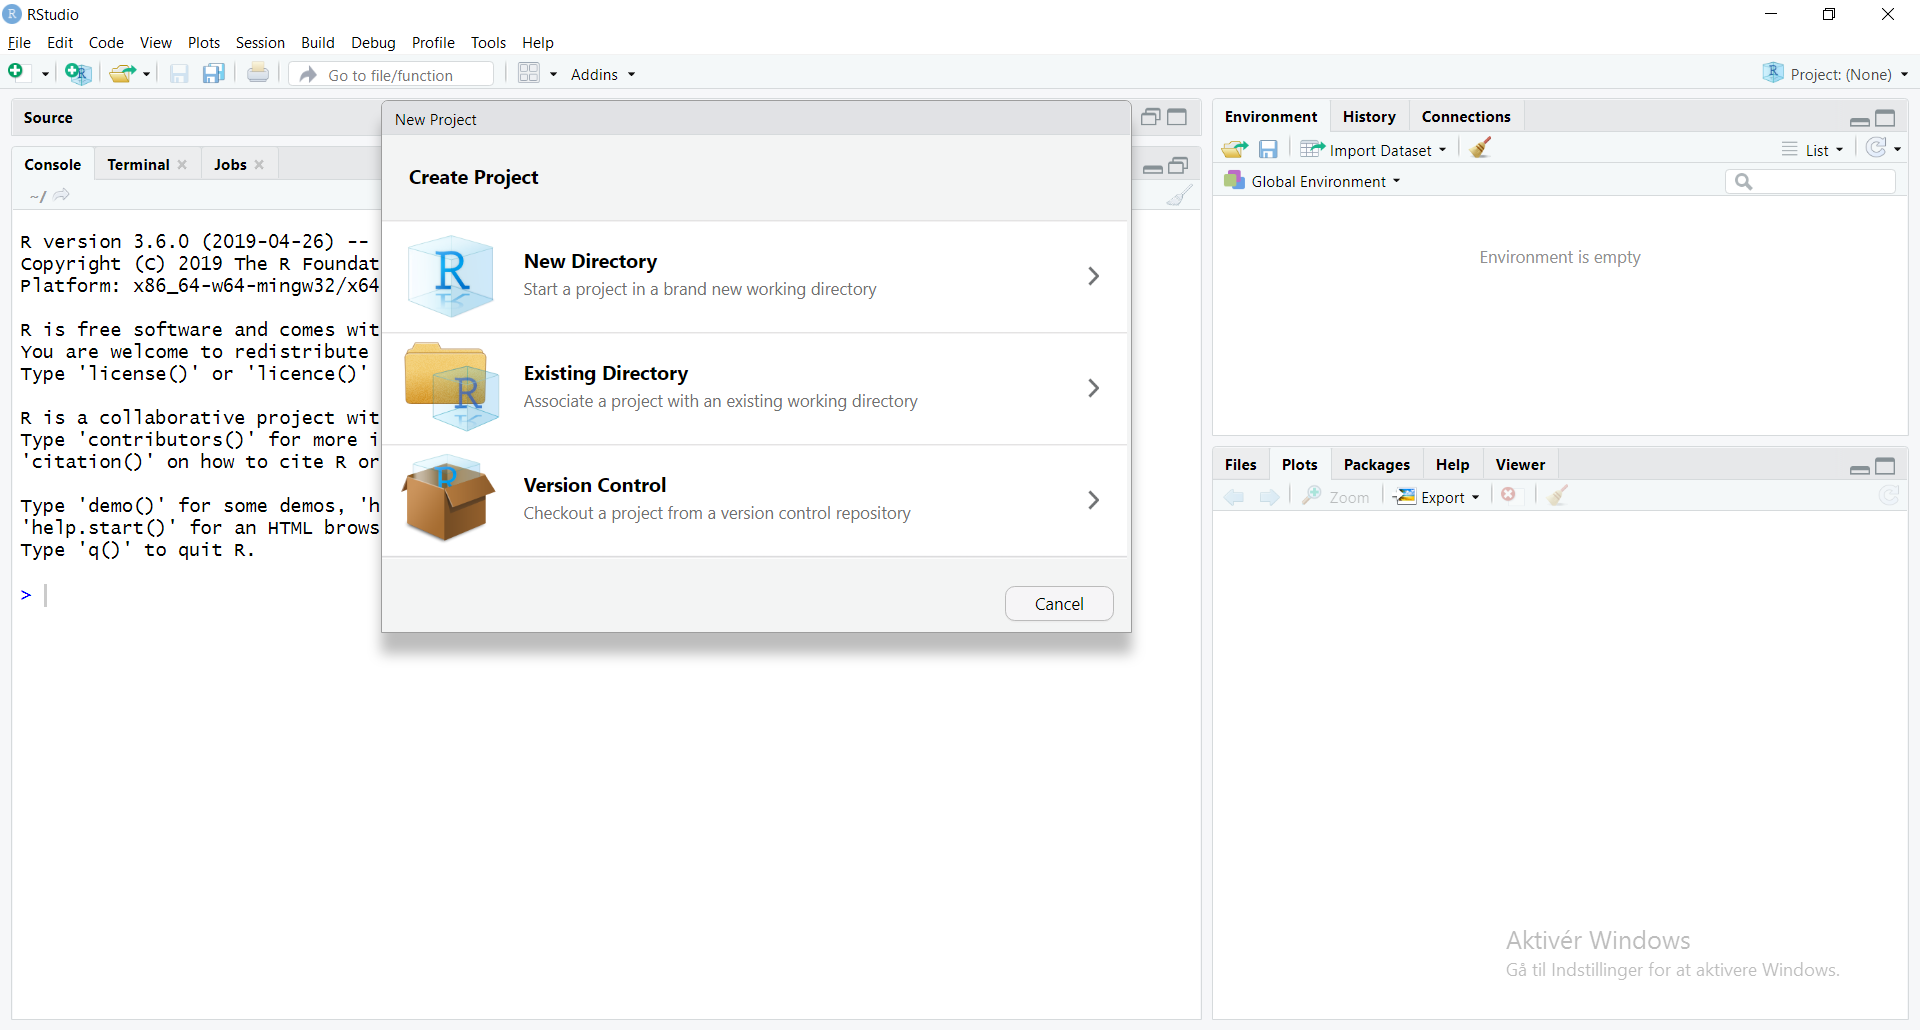 RStudio
File Edit Code View Plots Session Build Debug Profile Tools Help
Go to file/function Addins Project: (None)
Source
Console Terminal Jobs
~/
R version 3.6.0 (2019-04-26) --
Copyright (C) 2019 The R Foundat
Platform: x86_64-w64-mingw32/x64
R is free software and comes wit
You are welcome to redistribute
Type 'license()' or 'licence()'
R is a collaborative project wit
Type 'contributors()' for more i
'citation()' on how to cite R or
Type 'demo()' for some demos, 'h
'help.start()' for an HTML brows
Type 'q()' to quit R.
>
New Project
Create Project
New Directory
Start a project in a brand new working directory
Existing Directory
Associate a project with an existing working directory
Version Control
Checkout a project from a version control repository
Cancel
Environment History Connections
Import Dataset List
Global Environment
Environment is empty
Files Plots Packages Help Viewer
Zoom Export
Aktivér Windows
Gå til Indstillinger for at aktivere Windows.